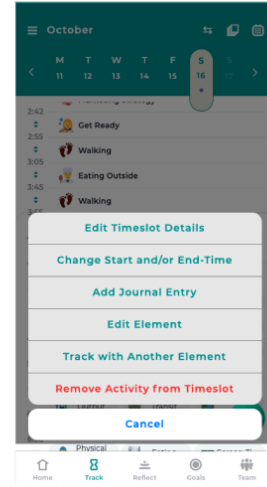 October
M T W T F S S
11 12 13 14 15 16 17
2:42
Get Ready
2:55
Walking
3:05
Eating Outside
3:45
Walking
3:55
Edit Timeslot Details
Change Start and/or End-Time
Add Journal Entry
Edit Element
Track with Another Element
Remove Activity from Timeslot
Cancel
Physical
Home Track Reflect Goals Team